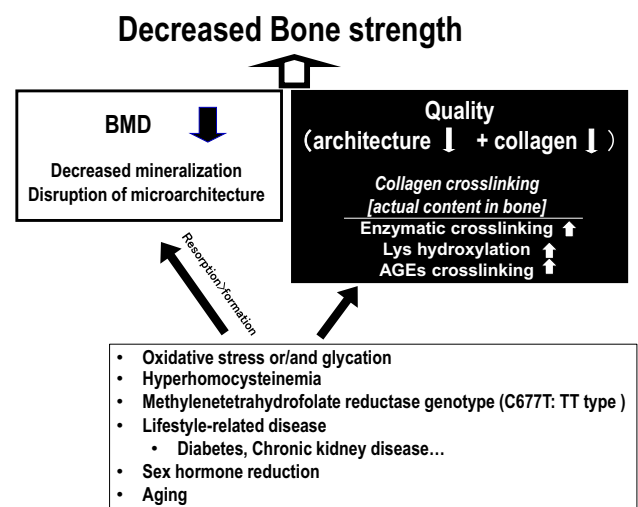 Decreased Bone strength
BMD
Decreased mineralization
Disruption of microarchitecture
Quality
(architecture ↓ + collagen ↓ )
Collagen crosslinking
[actual content in bone]
Enzymatic crosslinking ↑
Lys hydroxylation ↑
AGEs crosslinking ↑
Resorption>formation
• Oxidative stress or/and glycation
• Hyperhomocysteinemia
• Methylenetetrahydrofolate reductase genotype (C677T: TT type )
• Lifestyle-related disease
• Diabetes, Chronic kidney disease…
• Sex hormone reduction
• Aging